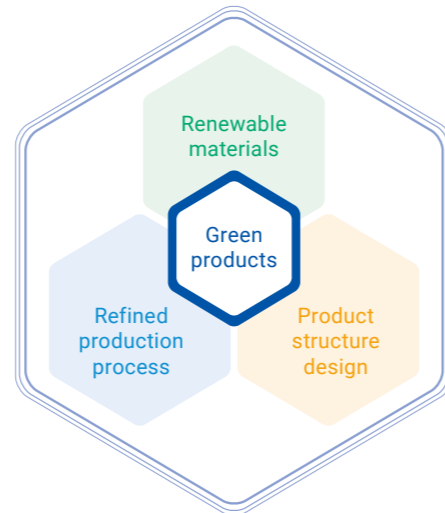 Renewable
materials
Green
products
Refined
production
process
Product
structure
design